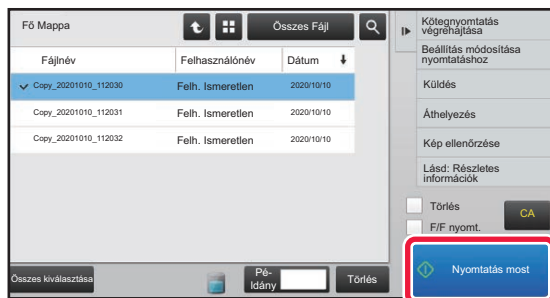 Fő Mappa
Összes Fájl
Fájlnév
Felhasználónév
Dátum
Copy_20201010_112030
Felh. Ismeretlen
2020/10/10
Copy_20201010_112031
Felh. Ismeretlen
2020/10/10
Copy_20201010_112032
Felh. Ismeretlen
2020/10/10
Összes kiválasztása
Pé-
ldány
Törlés
Kötegnyomtatás
végrehajtása
Beállítás módosítása
nyomtatáshoz
Küldés
Áthelyezés
Kép ellenőrzése
Lásd: Részletes
információk
Törlés
F/F nyomt.
CA
Nyomtatás most